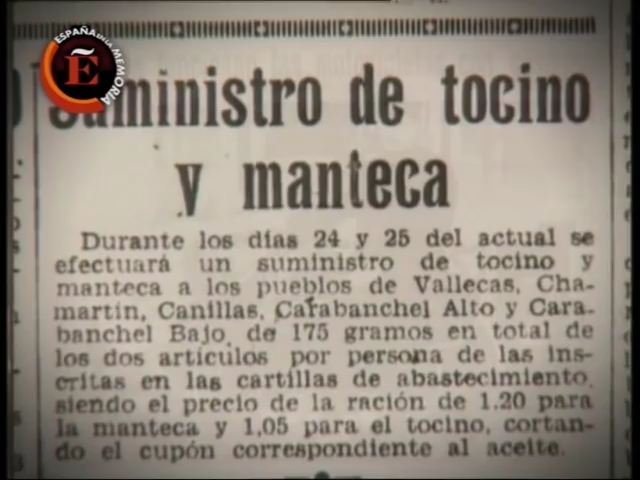 ESPAÑA EN LA MEMORIA
Ñ
Suministro de tocino
y manteca
Durante los días 24 y 25 del actual se
efectuará un suministro de tocino y
manteca a los pueblos de Vallecas, Cha-
martín, Canillas, Carabanchel Alto y Cara-
banchel Bajo, de 175 gramos en total de
los dos artículos por persona de las ins-
critas en las cartillas de abastecimiento,
siendo el precio de la ración de 1.20 para
la manteca y 1,05 para el tocino, cortan-
do el cupón correspondiente al aceite.